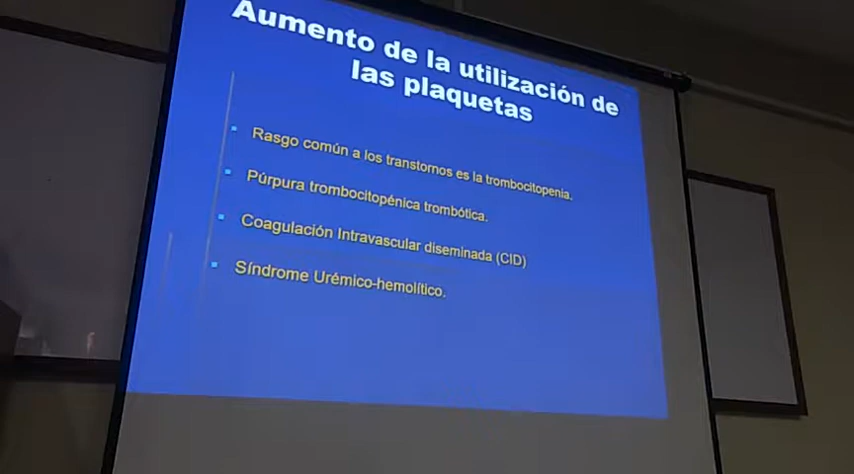 Aumento de la utilización de
las plaquetas
Rasgo común a los transtornos es la trombocitopenia.
Púrpura trombocitopénica trombótica.
Coagulación Intravascular diseminada (CID)
Síndrome Urémico-hemolítico.